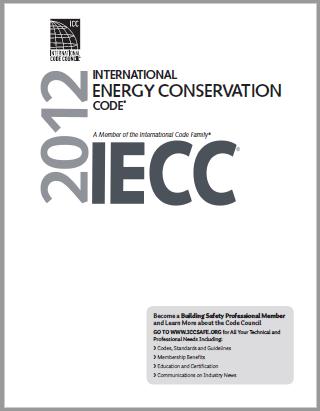 ICC
INTERNATIONAL
CODE COUNCIL®
2012
INTERNATIONAL
ENERGY CONSERVATION
CODE®
A Member of the International Code Family®
IECC®
Become a Building Safety Professional Member
and Learn More about the Code Council
GO TO WWW.ICCSAFE.ORG for All Your Technical and
Professional Needs Including:
› Codes, Standards and Guidelines
› Membership Benefits
› Education and Certification
› Communications on Industry News